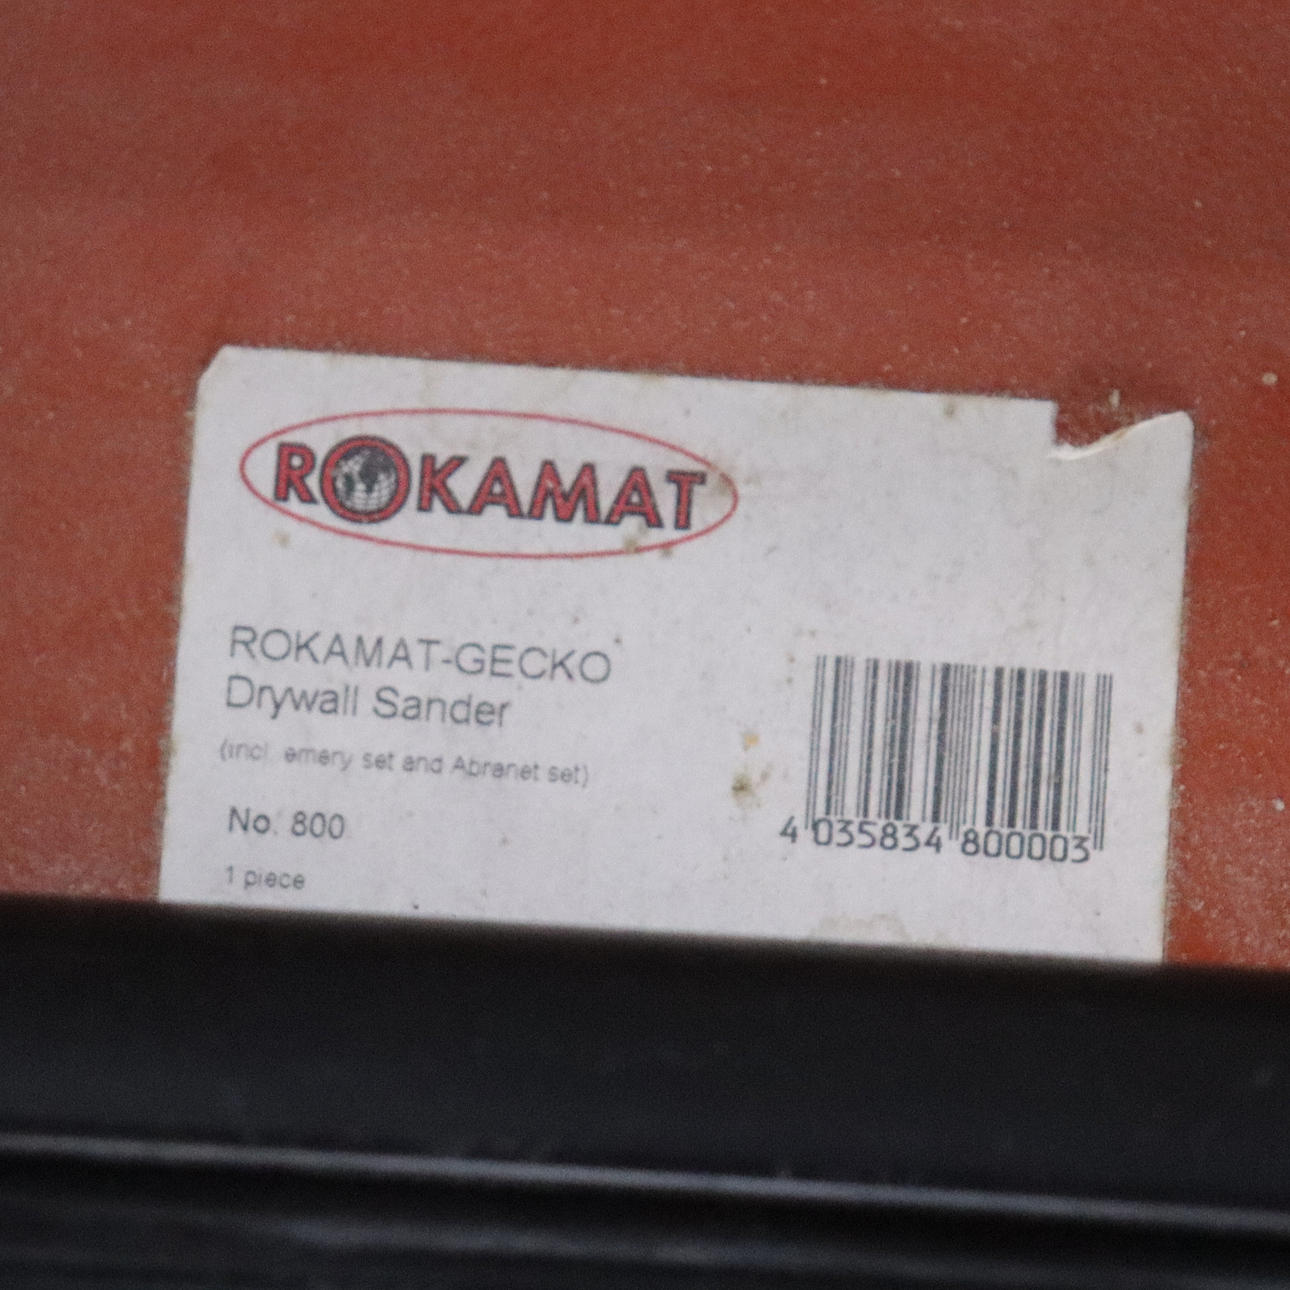 ROKAMAT
ROKAMAT-GECKO
Drywall Sander
(incl. emery set and Abranet set)
No. 800
1 piece
4 035834 800003